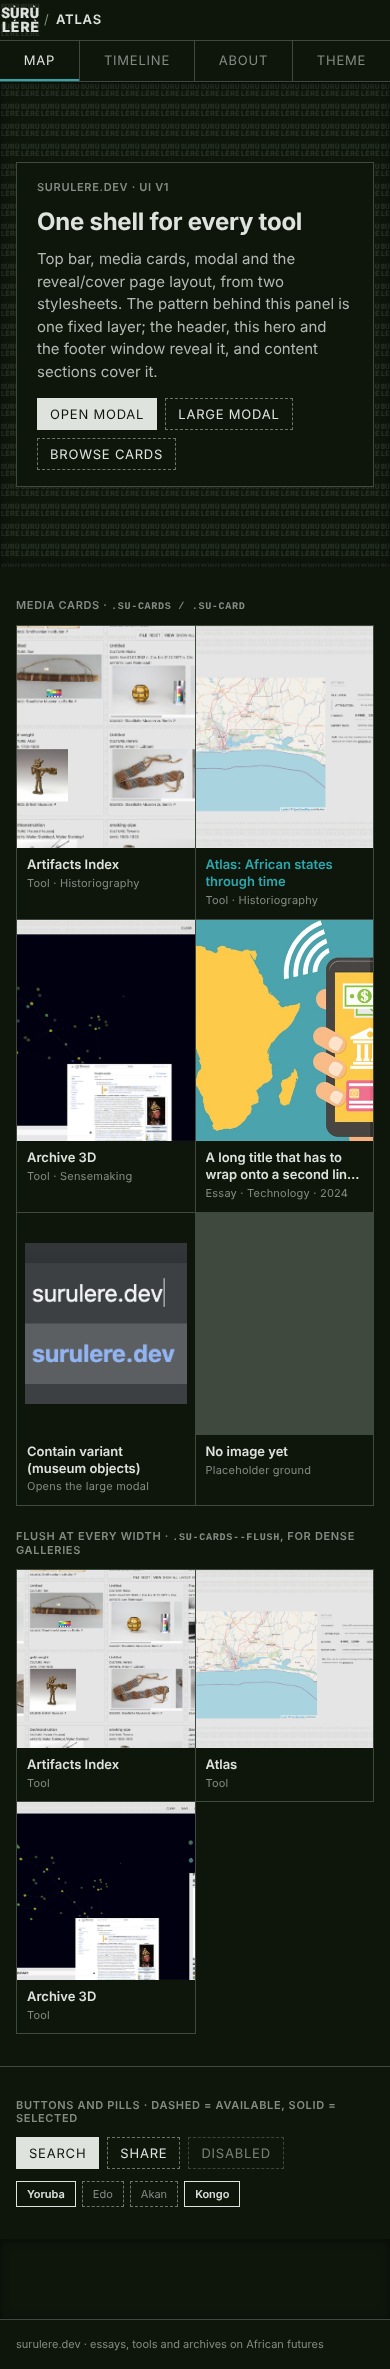 SURU
LERE / ATLAS
MAP TIMELINE ABOUT THEME
SURULERE.DEV · UI V1
One shell for every tool
Top bar, media cards, modal and the
reveal/cover page layout, from two
stylesheets. The pattern behind this panel is
one fixed layer; the header, this hero and
the footer window reveal it, and content
sections cover it.
OPEN MODAL LARGE MODAL
BROWSE CARDS
MEDIA CARDS · .SU-CARDS / .SU-CARD
Artifacts Index
Tool · Historiography
Atlas: African states
through time
Tool · Historiography
Archive 3D
Tool · Sensemaking
A long title that has to
wrap onto a second lin…
Essay · Technology · 2024
surulere.dev
surulere.dev
Contain variant
(museum objects)
Opens the large modal
No image yet
Placeholder ground
FLUSH AT EVERY WIDTH · .SU-CARDS--FLUSH, FOR DENSE
GALLERIES
Artifacts Index
Tool
Atlas
Tool
Archive 3D
Tool
BUTTONS AND PILLS · DASHED = AVAILABLE, SOLID =
SELECTED
SEARCH SHARE DISABLED
Yoruba Edo Akan Kongo
surulere.dev · essays, tools and archives on African futures